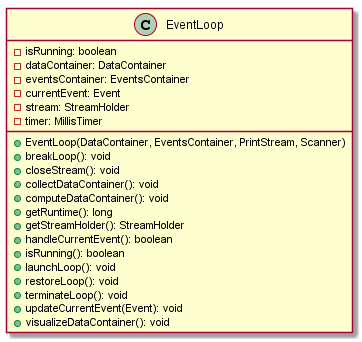 C EventLoop
isRunning: boolean
dataContainer: DataContainer
eventsContainer: EventsContainer
currentEvent: Event
stream: StreamHolder
timer: MillisTimer
EventLoop(DataContainer, EventsContainer, PrintStream, Scanner)
breakLoop(): void
closeStream(): void
collectDataContainer(): void
computeDataContainer(): void
getRuntime(): long
getStreamHolder(): StreamHolder
handleCurrentEvent(): boolean
isRunning(): boolean
launchLoop(): void
restoreLoop(): void
terminateLoop(): void
updateCurrentEvent(Event): void
visualizeDataContainer(): void